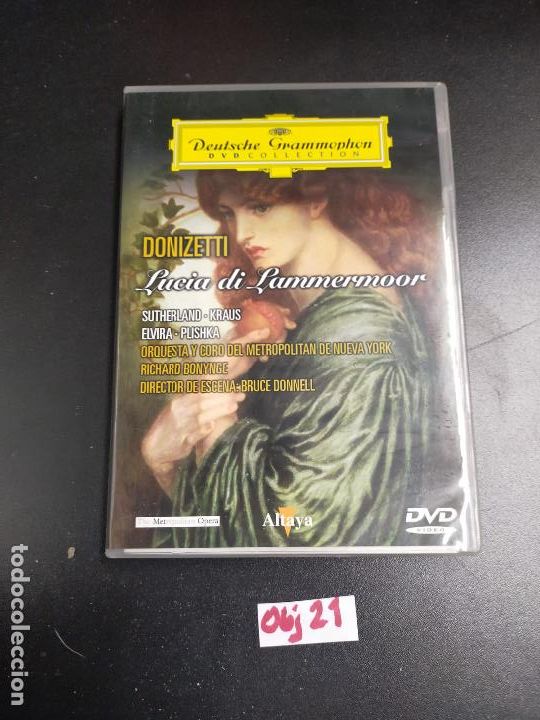 Deutsche Grammophon
DVD COLLECTION
DONIZETTI
Lucia di Lammermoor
SUTHERLAND · KRAUS
ELVIRA · PLISHKA
ORQUESTA Y CORO DEL METROPOLITAN DE NUEVA YORK
RICHARD BONYNGE
DIRECTOR DE ESCENA: BRUCE DONNELL
The Metropolitan Opera
Altaya
DVD
VIDEO
Obj 21
todocoleccion